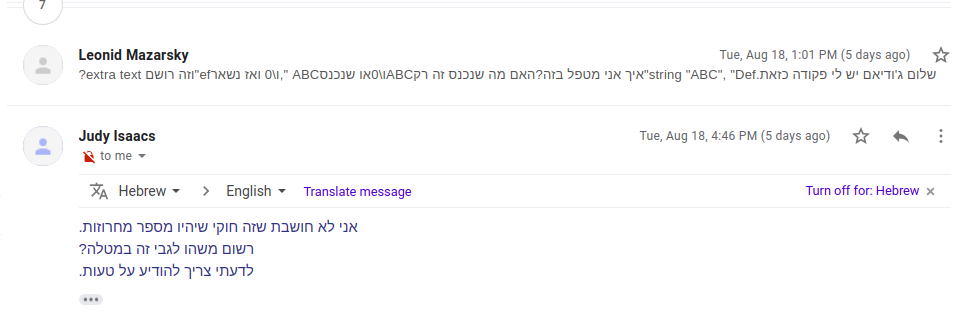 7
Leonid Mazarsky
Tue, Aug 18, 1:01 PM (5 days ago)
שלום ג'ודיאם יש לי פקודה כזאת.string "ABC", "Def"איך אני מטפל בזה?האם מה שנכנס זה רקABCו\0או שנכנסABC ",ו\0 ואז נשארef"וזה רושם extra text?
Judy Isaacs
Tue, Aug 18, 4:46 PM (5 days ago)
to me
Hebrew > English Translate message Turn off for: Hebrew ×
אני לא חושבת שזה חוקי שיהיו מספר מחרוזות.
רשום משהו לגבי זה במטלה?
לדעתי צריך להודיע על טעות.